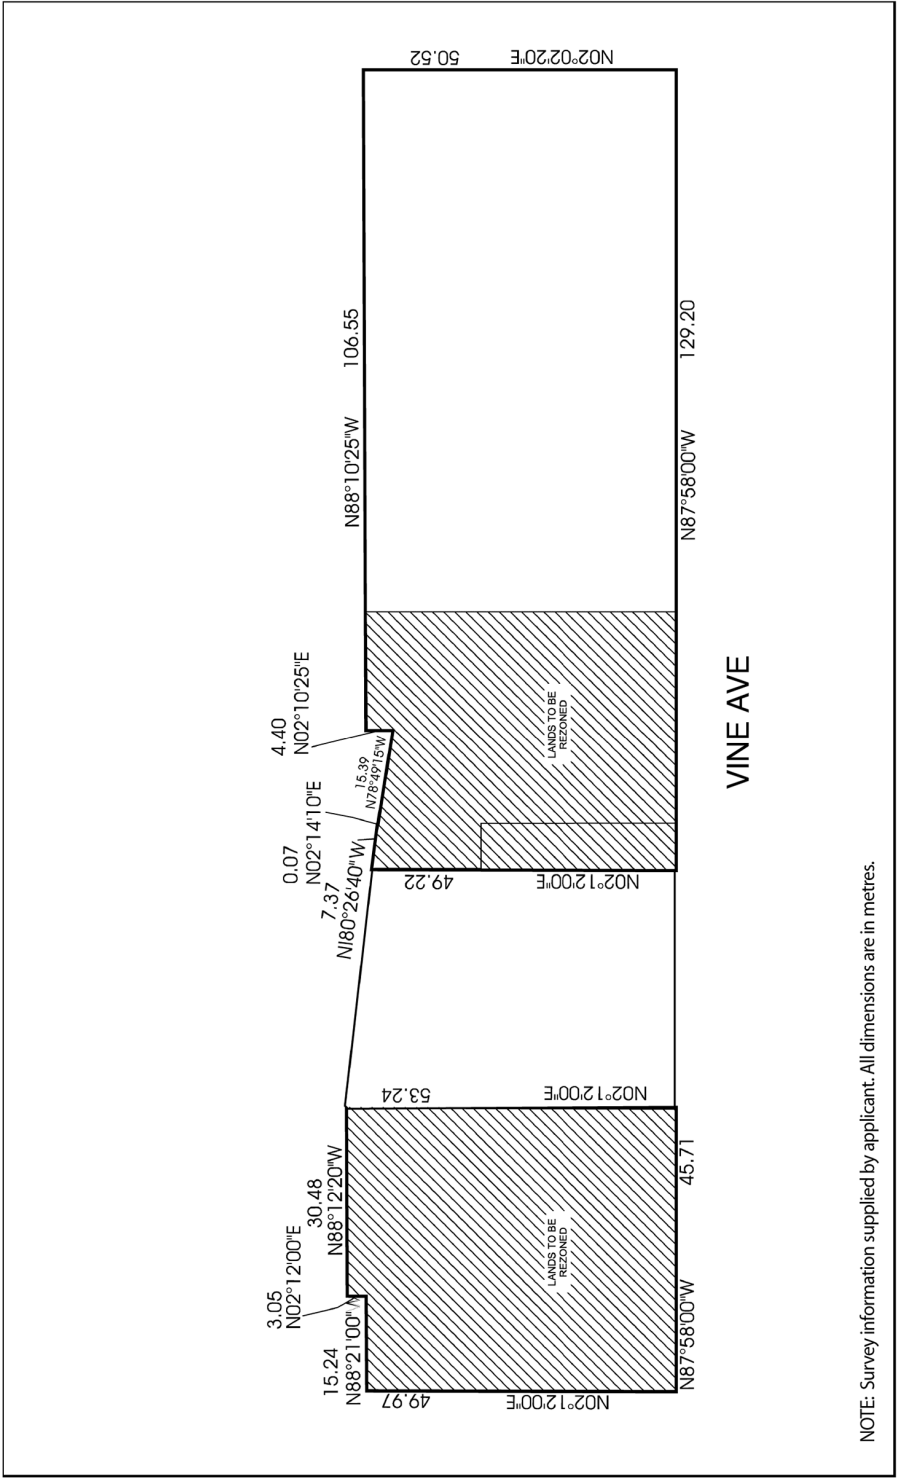 3.05
N02°12'00"E
30.48
N88°12'20"W
15.24
N88°21'00"W
49.97
N02°12'00"E
53.24
N02°12'00"E
N87°58'00"W
45.71
LANDS TO BE
REZONED
0.07
N02°14'10"E
7.37
N180°26'40"W
15.39
N78°49'15"W
4.40
N02°10'25"E
49.22
N02°12'00"E
LANDS TO BE
REZONED
N88°10'25"W
106.55
50.52
N02°02'20"E
N87°58'00"W
129.20
VINE AVE
NOTE: Survey information supplied by applicant. All dimensions are in metres.